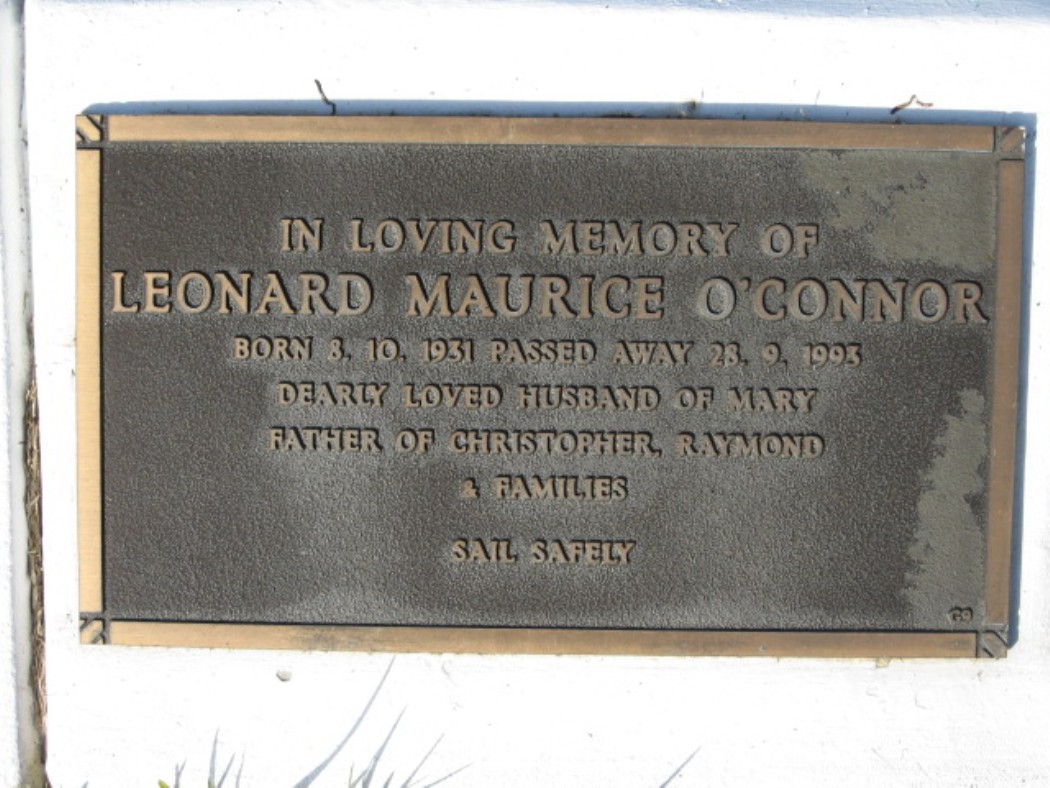 IN LOVING MEMORY OF
LEONARD MAURICE O'CONNOR
BORN 8. 10. 1931 PASSED AWAY 28. 9. 1993
DEARLY LOVED HUSBAND OF MARY
FATHER OF CHRISTOPHER, RAYMOND
& FAMILIES
SAIL SAFELY